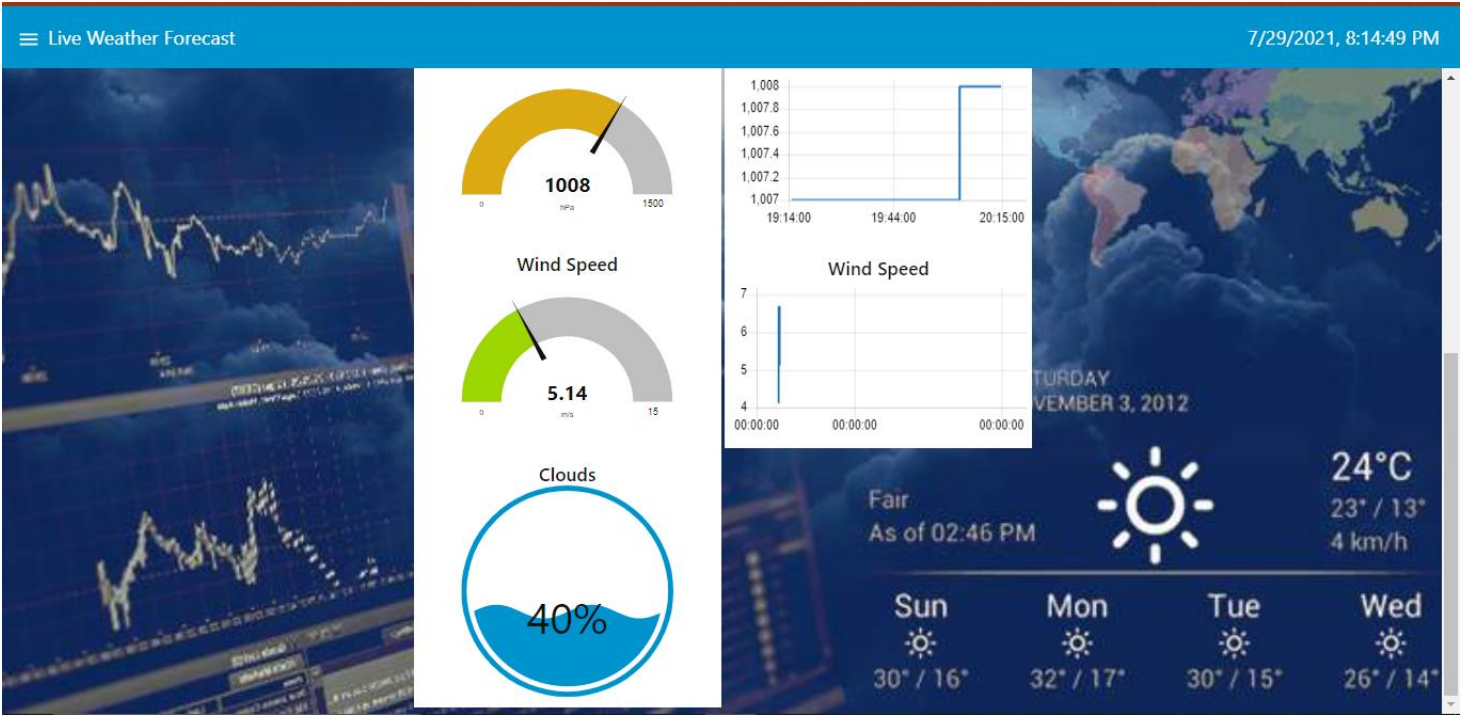 Live Weather Forecast
7/29/2021, 8:14:49 PM
1008
hPa
0
1500
Wind Speed
5.14
m/s
0
15
Clouds
40%
1,008
1,007.8
1,007.6
1,007.4
1,007.2
1,007
19:14:00 19:44:00 20:15:00
Wind Speed
7
6
5
4
00:00:00 00:00:00 00:00:00
TURDAY
VEMBER 3, 2012
Fair
As of 02:46 PM
24°C
23° / 13°
4 km/h
Sun Mon Tue Wed
30° / 16° 32° / 17° 30° / 15° 26° / 14°